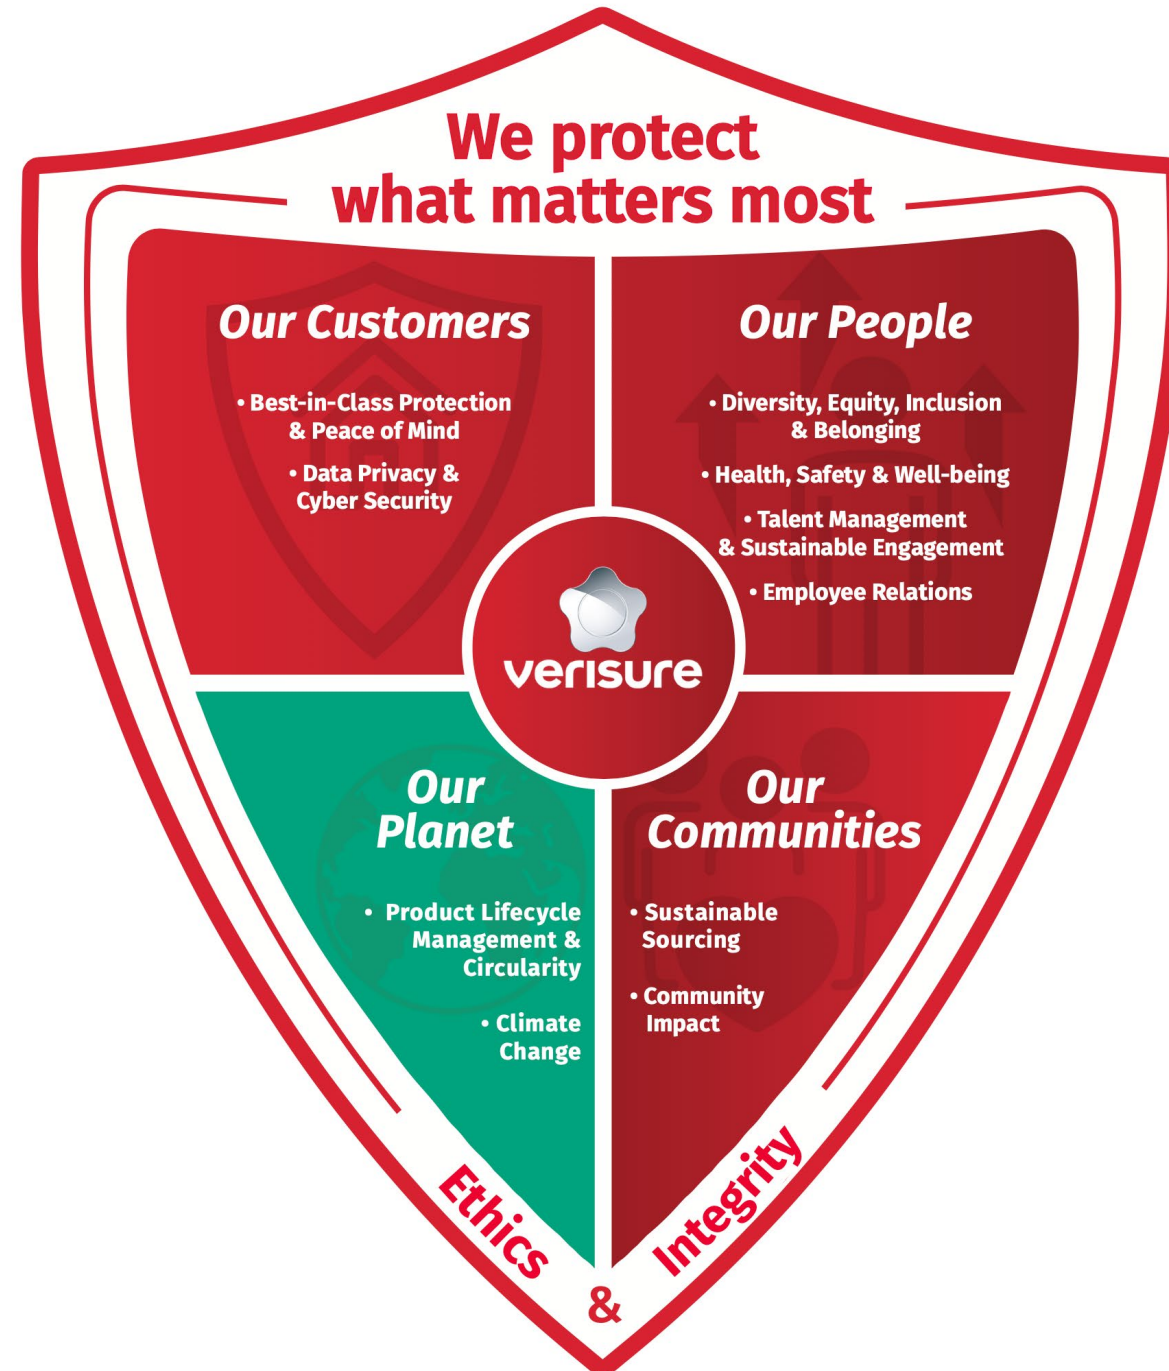 We protect
what matters most
Our Customers
• Best-in-Class Protection
& Peace of Mind
• Data Privacy &
Cyber Security
Our People
• Diversity, Equity, Inclusion
& Belonging
• Health, Safety & Well-being
• Talent Management
& Sustainable Engagement
• Employee Relations
verisure
Our
Planet
• Product Lifecycle
Management &
Circularity
• Climate
Change
Our
Communities
• Sustainable
Sourcing
• Community
Impact
Ethics
&
Integrity